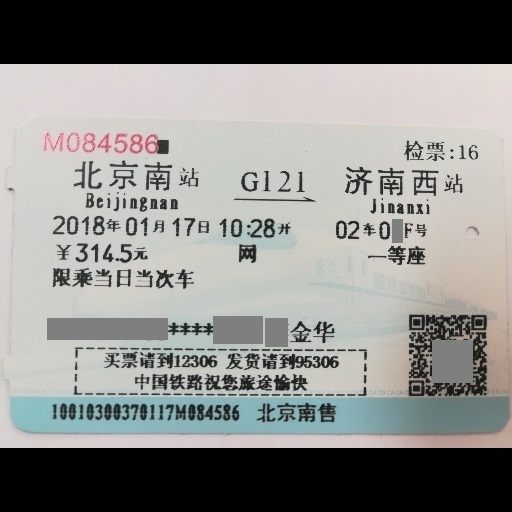 M084586
检票:16
北京南站 G121 济南西站
Beijingnan Jinanxi
2018年01月17日 10:28开 02车0 F号
￥314.5元 网 一等座
限乘当日当次车
**** 金华
买票请到12306 发货请到95306
中国铁路祝您旅途愉快
10010300370117M084586 北京南售